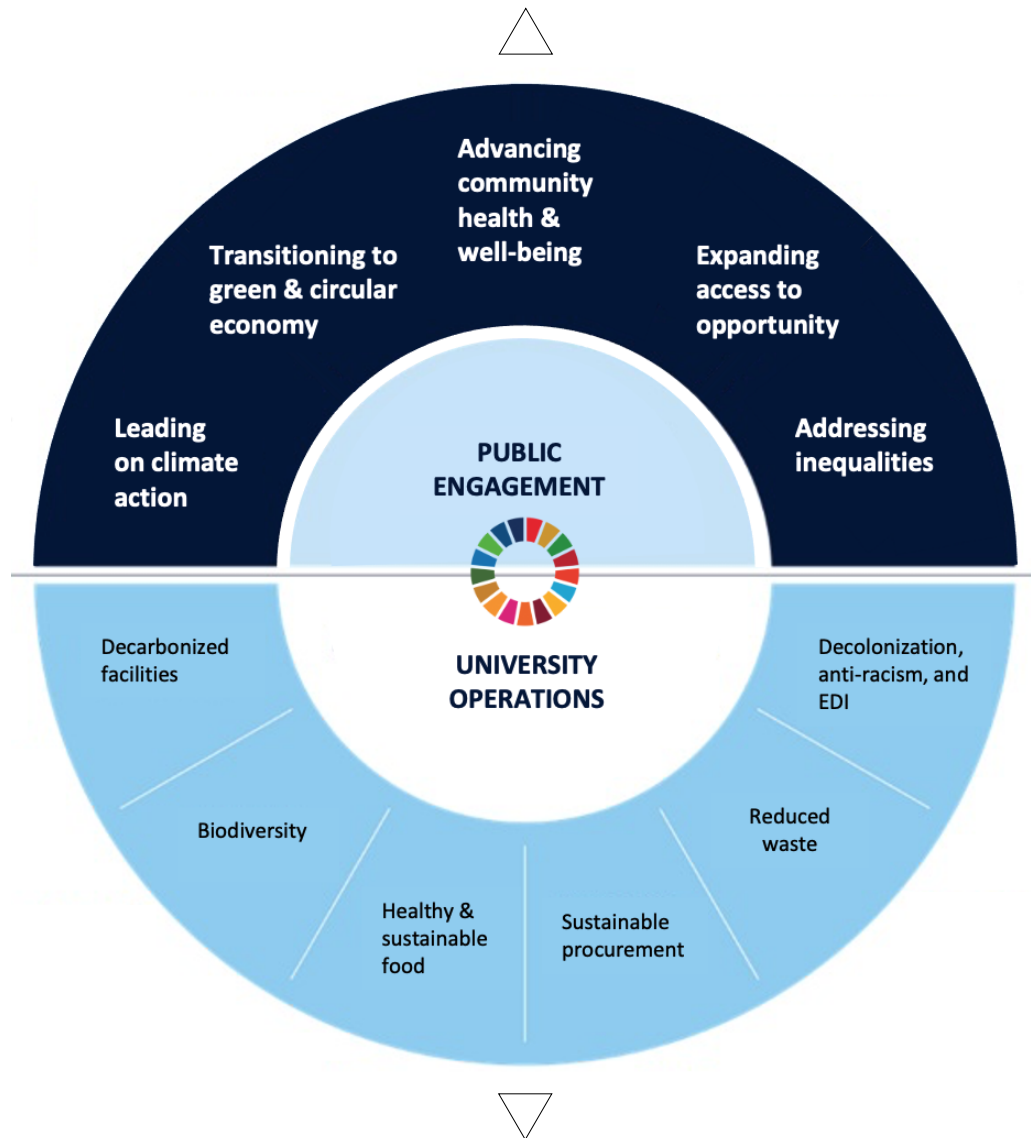 Advancing
community
health &
well-being
Transitioning to
green & circular
economy
Expanding
access to
opportunity
Leading
on climate
action
Addressing
inequalities
PUBLIC
ENGAGEMENT
UNIVERSITY
OPERATIONS
Decarbonized
facilities
Biodiversity
Healthy &
sustainable
food
Sustainable
procurement
Reduced
waste
Decolonization,
anti-racism, and
EDI